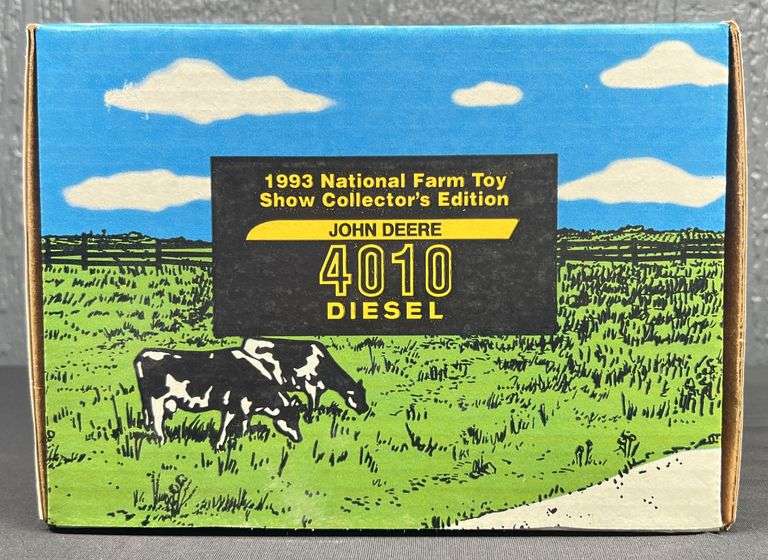 1993 National Farm Toy
Show Collector's Edition
JOHN DEERE
4010
DIESEL